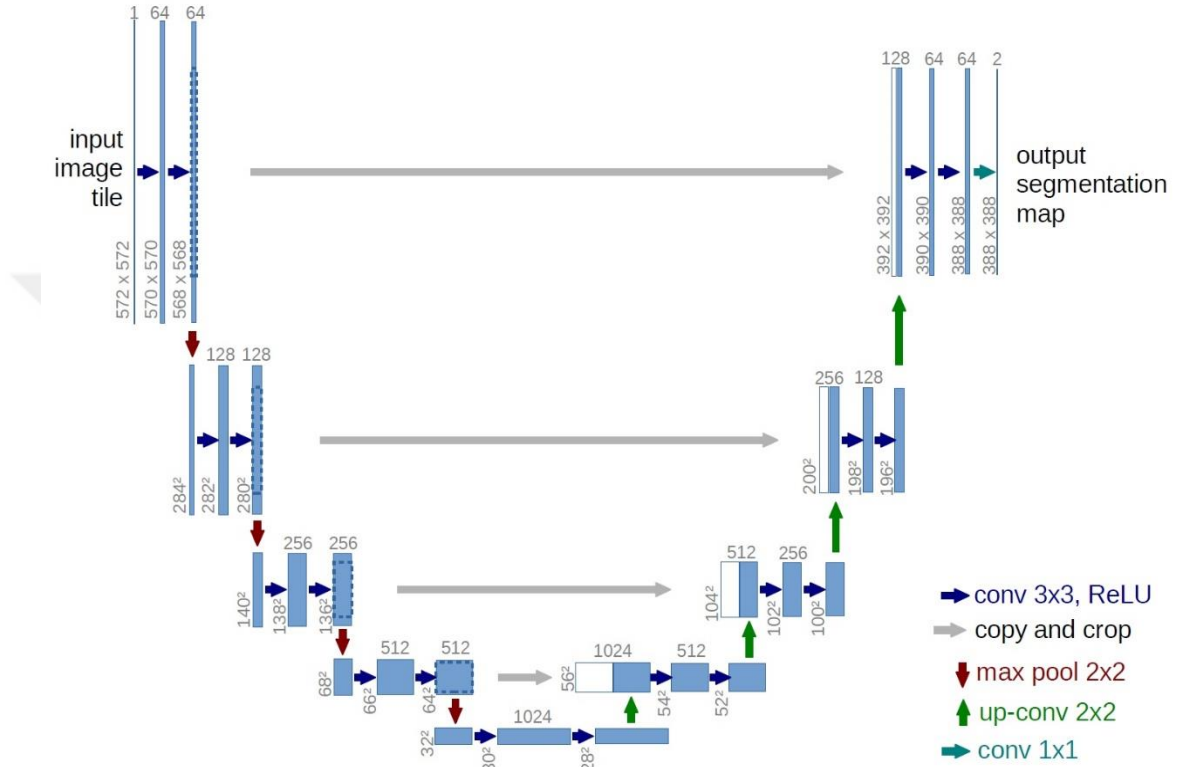 1 64 64
128 64 64 2
input
image
tile
output
segmentation
map
572 x 572
570 x 570
568 x 568
392 x 392
390 x 390
388 x 388
388 x 388
128 128
256 128
284²
282²
280²
200²
198²
196²
256 256
512 256
140²
138²
136²
104²
102²
100²
512 512
1024 512
68²
66²
64²
56²
54²
52²
1024
32²
30²
28²
conv 3x3, ReLU
copy and crop
max pool 2x2
up-conv 2x2
conv 1x1